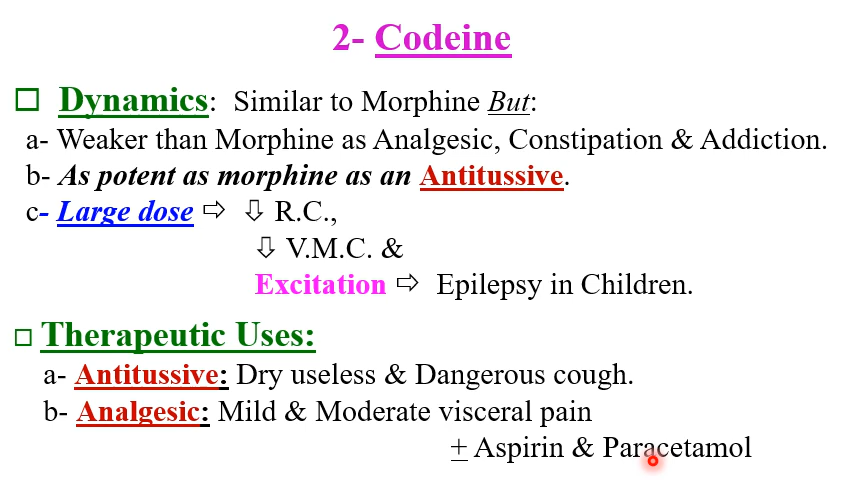 2- Codeine
□ Dynamics: Similar to Morphine But:
a- Weaker than Morphine as Analgesic, Constipation & Addiction.
b- As potent as morphine as an Antitussive.
c- Large dose ⇨ ⇩ R.C.,
⇩ V.M.C. &
Excitation ⇨ Epilepsy in Children.
□ Therapeutic Uses:
a- Antitussive: Dry useless & Dangerous cough.
b- Analgesic: Mild & Moderate visceral pain
± Aspirin & Paracetamol